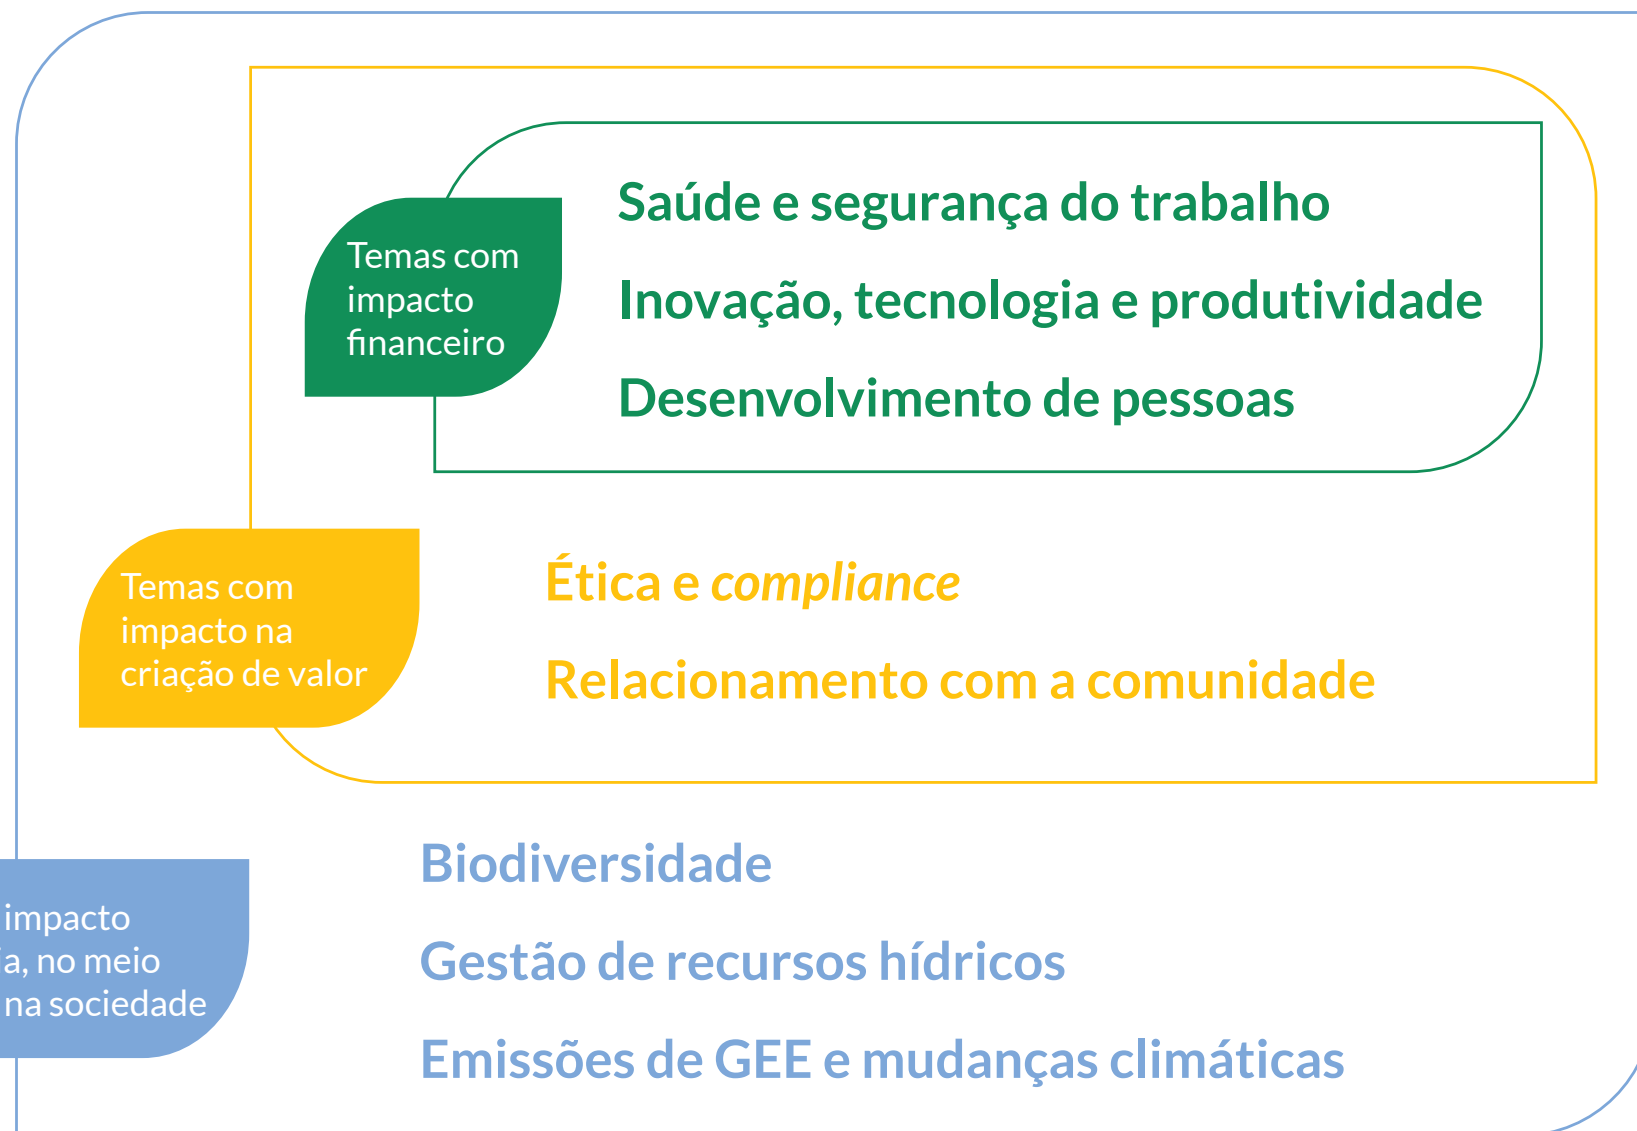 Saúde e segurança do trabalho
Temas com
impacto
financeiro
Inovação, tecnologia e produtividade
Desenvolvimento de pessoas
Temas com
impacto na
criação de valor
Ética e compliance
Relacionamento com a comunidade
Biodiversidade
impacto
no meio
na sociedade
Gestão de recursos hídricos
Emissões de GEE e mudanças climáticas